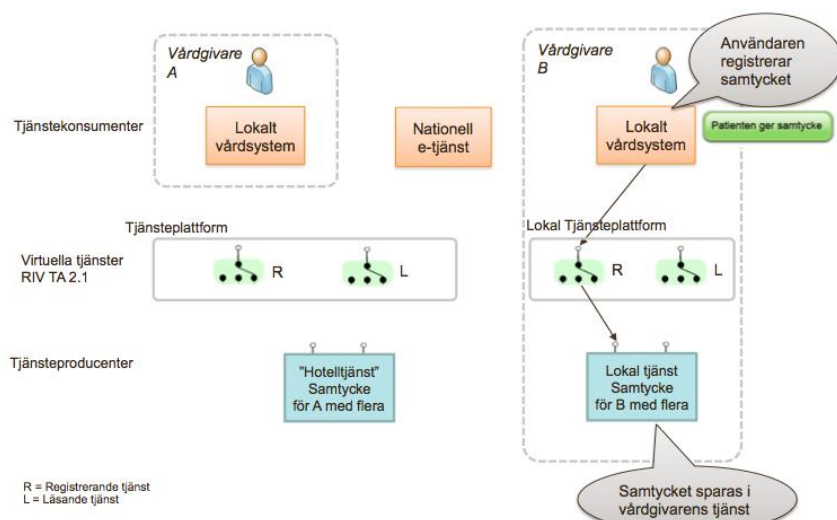 Vårdgivare
A
Vårdgivare
B
Användaren
registrerar
samtycket
Tjänstekonsumenter
Lokalt
vårdsystem
Nationell
e-tjänst
Lokalt
vårdsystem
Patienten ger samtycke
Tjänsteplattform
Lokal Tjänsteplattform
Virtuella tjänster
RIV TA 2.1
R
L
R
L
Tjänsteproducenter
"Hotelltjänst"
Samtycke
för A med flera
Lokal tjänst
Samtycke
för B med flera
R = Registrerande tjänst
L = Läsande tjänst
Samtycket sparas i
vårdgivarens tjänst